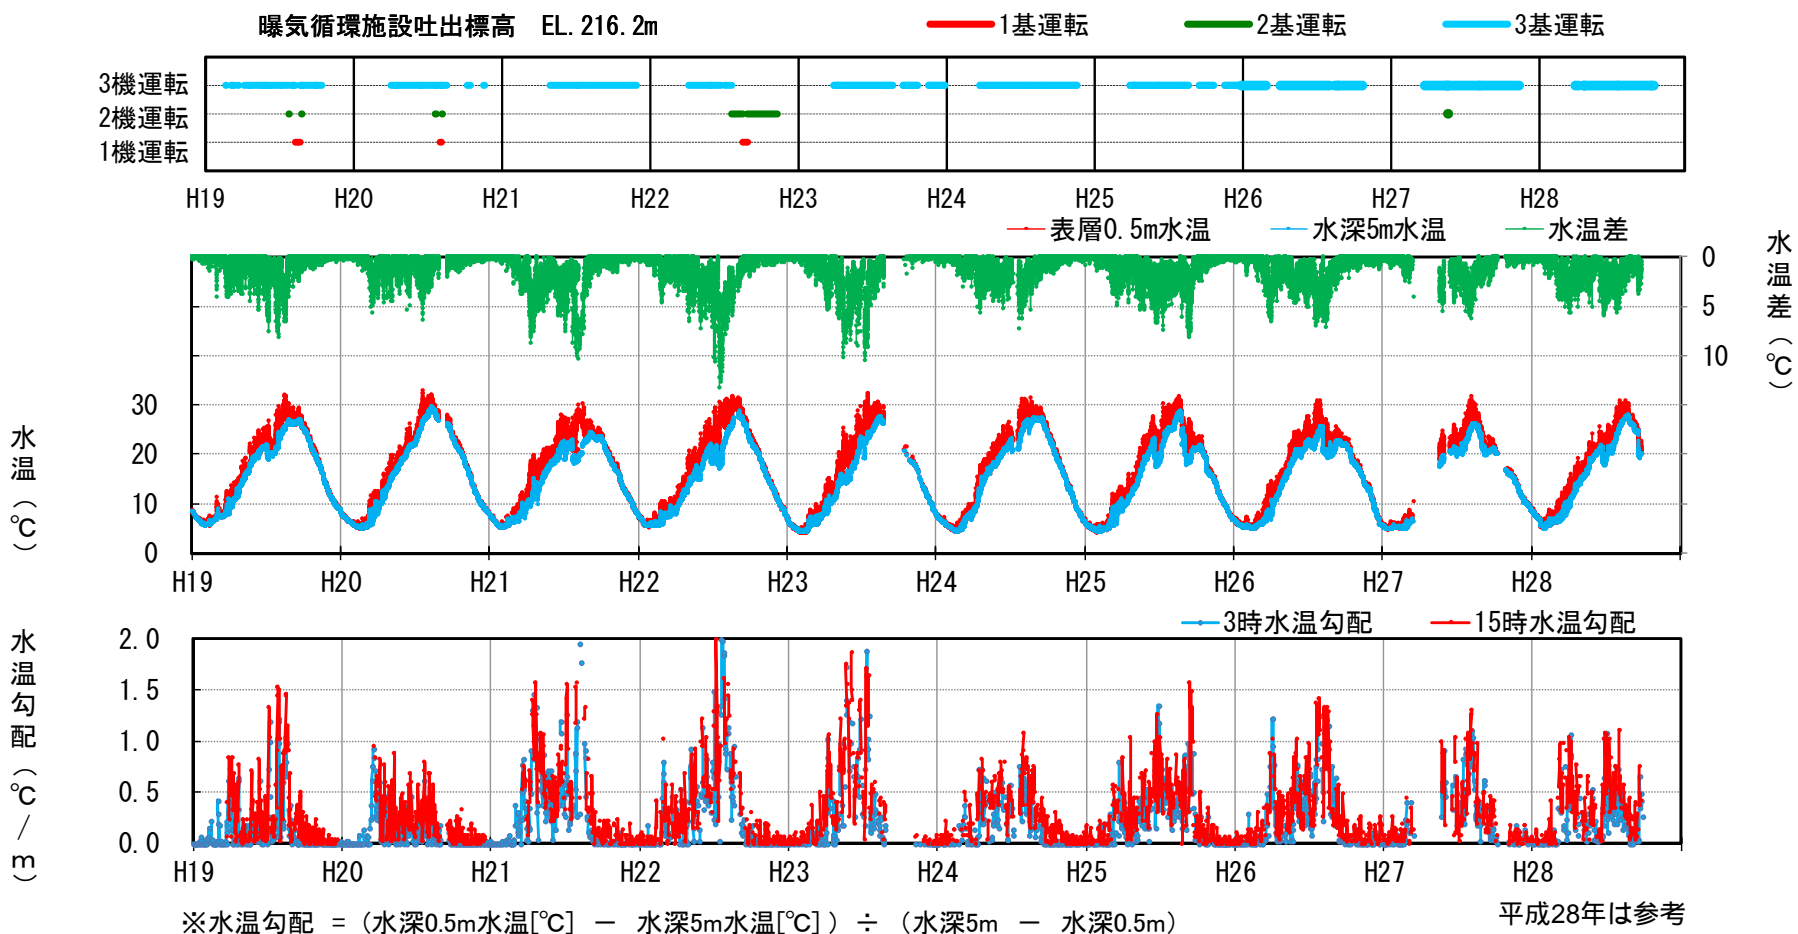 曝気循環施設吐出標高 EL.216.2m
1基運転 2基運転 3基運転
3機運転
2機運転
1機運転
H19 H20 H21 H22 H23 H24 H25 H26 H27 H28
表層0.5m水温 水深5m水温 水温差
水温差(℃)
0
5
10
水温(℃)
30
20
10
0
H19 H20 H21 H22 H23 H24 H25 H26 H27 H28
3時水温勾配 15時水温勾配
水温勾配(℃/m)
2.0
1.5
1.0
0.5
0.0
H19 H20 H21 H22 H23 H24 H25 H26 H27 H28
※水温勾配 =(水深0.5m水温[℃] － 水深5m水温[℃])÷(水深5m － 水深0.5m)
平成28年は参考